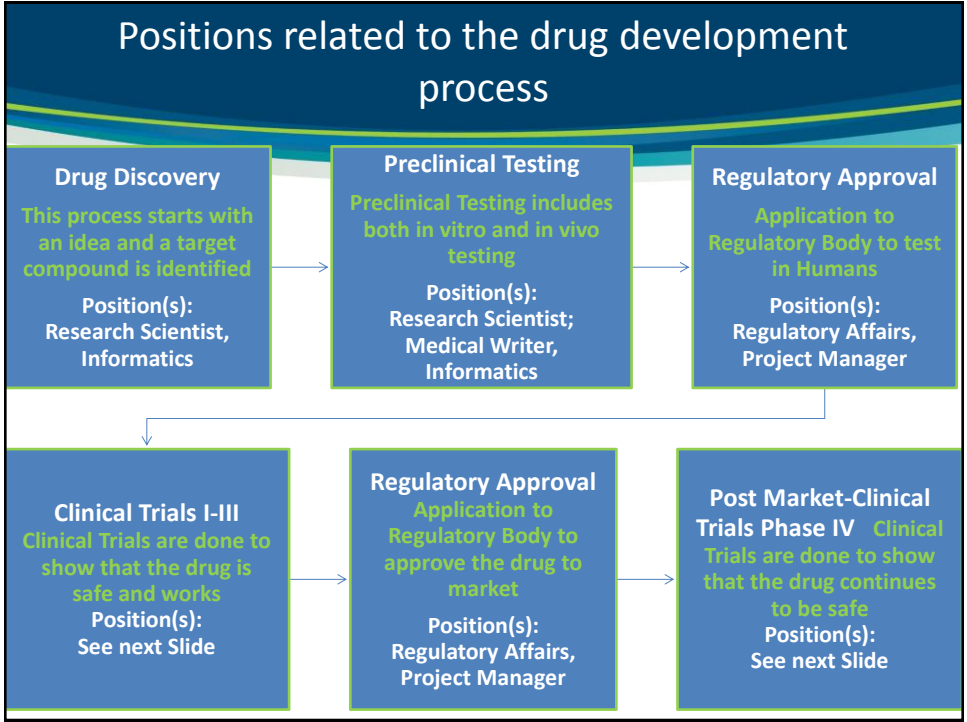 Positions related to the drug development
process
Drug Discovery
This process starts with
an idea and a target
compound is identified
Position(s):
Research Scientist,
Informatics
Preclinical Testing
Preclinical Testing includes
both in vitro and in vivo
testing
Position(s):
Research Scientist;
Medical Writer,
Informatics
Regulatory Approval
Application to
Regulatory Body to test
in Humans
Position(s):
Regulatory Affairs,
Project Manager
Clinical Trials I-III
Clinical Trials are done to
show that the drug is
safe and works
Position(s):
See next Slide
Regulatory Approval
Application to
Regulatory Body to
approve the drug to
market
Position(s):
Regulatory Affairs,
Project Manager
Post Market-Clinical
Trials Phase IV Clinical
Trials are done to show
that the drug continues
to be safe
Position(s):
See next Slide